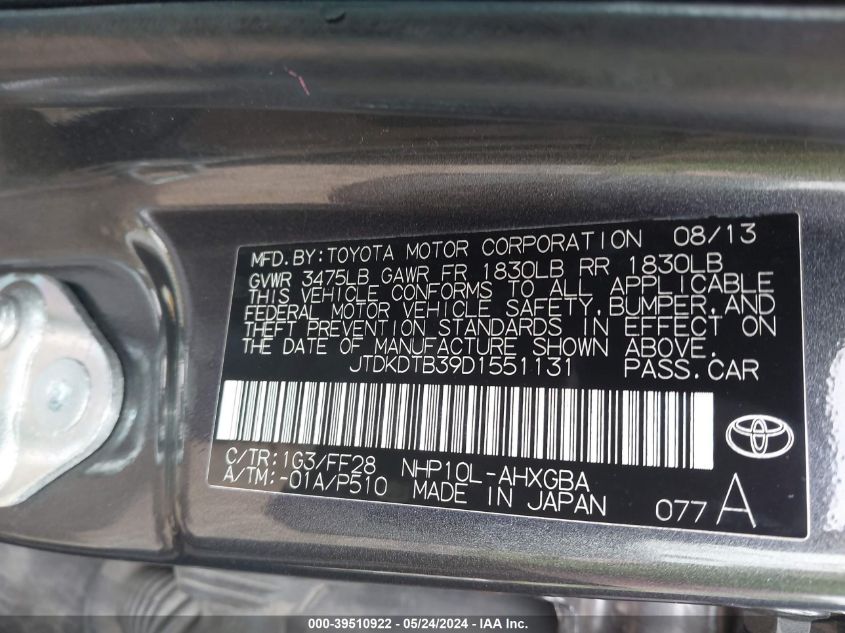 MFD.BY:TOYOTA MOTOR CORPORATION 08/13
GVWR 3475LB GAWR FR 1830LB RR 1830LB
THIS VEHICLE CONFORMS TO ALL APPLICABLE
FEDERAL MOTOR VEHICLE SAFETY,BUMPER,AND
THEFT PREVENTION STANDARDS IN EFFECT ON
THE DATE OF MANUFACTURE SHOWN ABOVE.
JTDKDTB39D1551131 PASS.CAR
C/TR:1G3/FF28 NHP10L-AHXGBA
A/TM:-01A/P510 MADE IN JAPAN
077 A
000-39510922 - 05/24/2024 - IAA Inc.